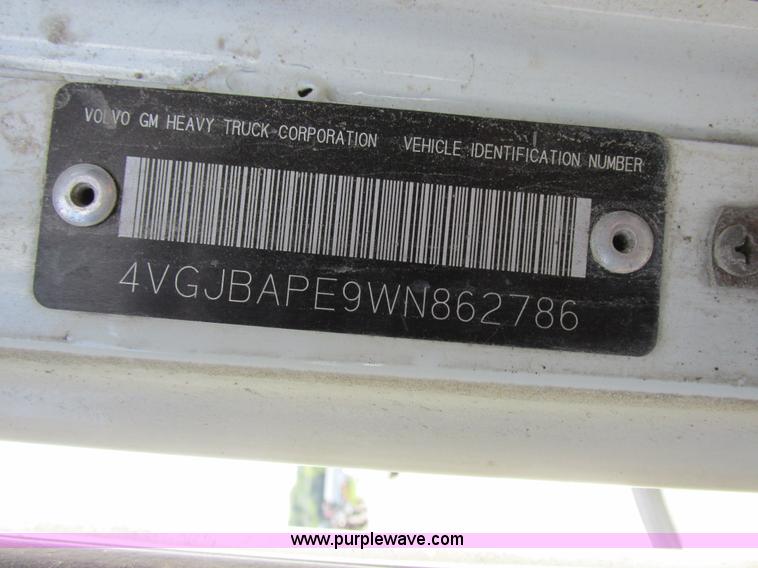 VOLVO GM HEAVY TRUCK CORPORATION VEHICLE IDENTIFICATION NUMBER
4VGJBAPE9WN862786
www.purplewave.com